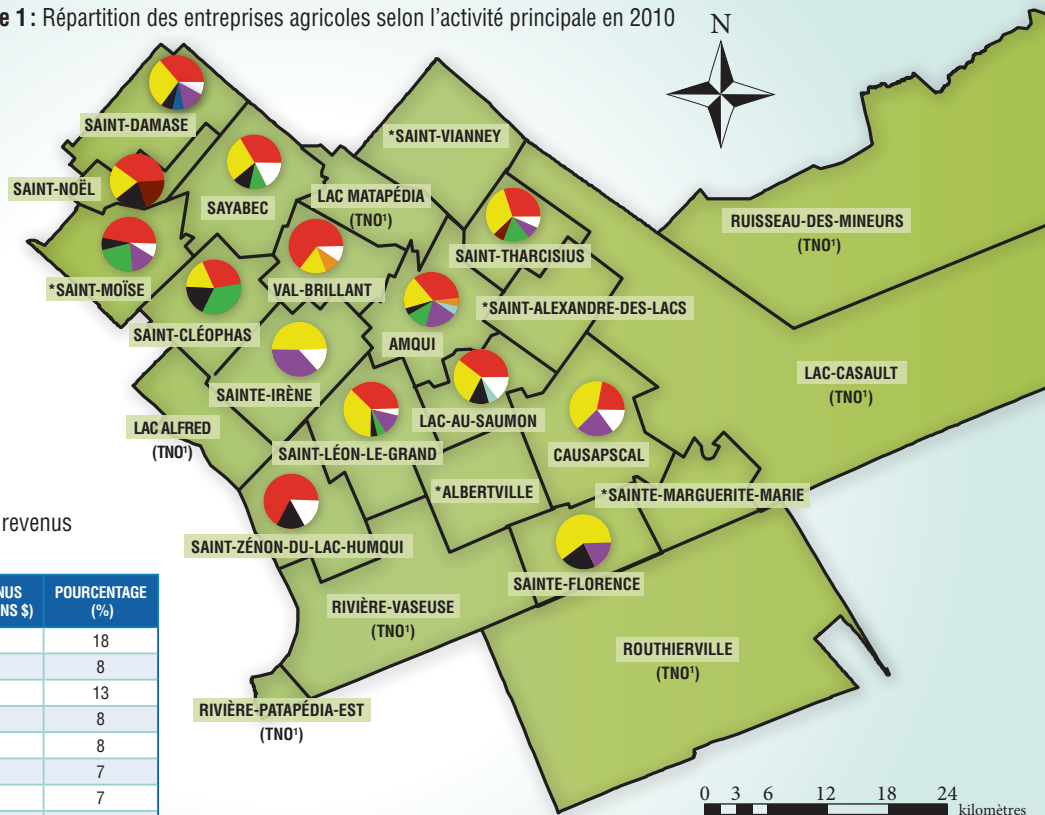 e 1 : Répartition des entreprises agricoles selon l'activité principale en 2010
N
SAINT-DAMASE
*SAINT-VIANNEY
SAINT-NOËL
SAYABEC
LAC MATAPÉDIA
(TNO¹)
RUISSEAU-DES-MINEURS
(TNO¹)
SAINT-THARCISIUS
*SAINT-MOÏSE
VAL-BRILLANT
*SAINT-ALEXANDRE-DES-LACS
SAINT-CLÉOPHAS
AMQUI
LAC-CASAULT
(TNO¹)
SAINTE-IRÈNE
LAC-AU-SAUMON
LAC ALFRED
(TNO¹)
SAINT-LÉON-LE-GRAND
CAUSAPSCAL
*ALBERTVILLE
*SAINTE-MARGUERITE-MARIE
revenus
SAINT-ZÉNON-DU-LAC-HUMQUI
SAINTE-FLORENCE
NUS
NS $)
POURCENTAGE
(%)
18
8
13
8
8
7
7
RIVIÈRE-VASEUSE
(TNO¹)
ROUTHIERVILLE
(TNO¹)
RIVIÈRE-PATAPÉDIA-EST
(TNO¹)
0 3 6 12 18 24
kilomètres